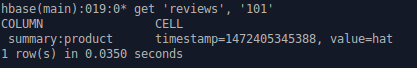 hbase(main):019:0* get 'reviews', '101'
COLUMN CELL
summary:product timestamp=1472405345388, value=hat
1 row(s) in 0.0350 seconds